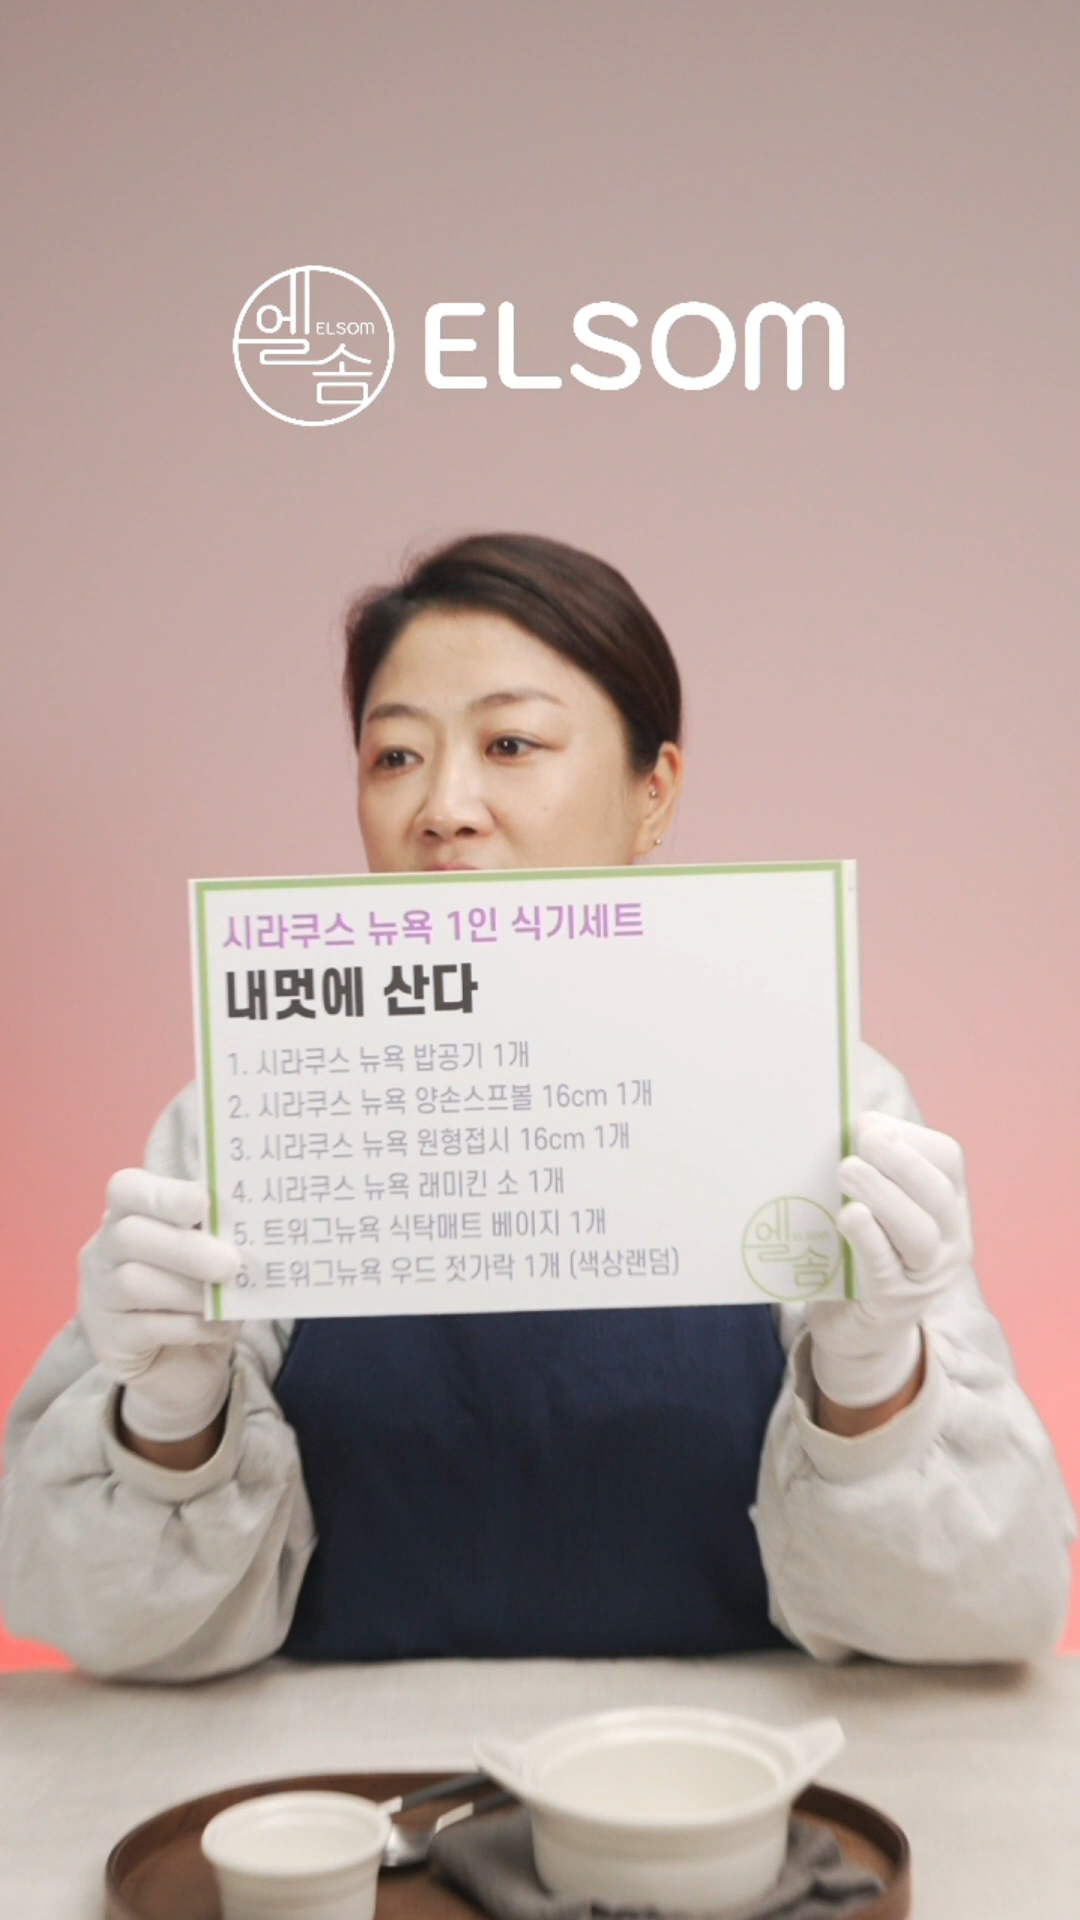 엘솜
ELSOM
ELSOM
시라쿠스 뉴욕 1인 식기세트
내멋에 산다
1. 시라쿠스 뉴욕 밥공기 1개
2. 시라쿠스 뉴욕 양손스프볼 16cm 1개
3. 시라쿠스 뉴욕 원형접시 16cm 1개
4. 시라쿠스 뉴욕 래미킨 소 1개
5. 트위그뉴욕 식탁매트 베이지 1개
6. 트위그뉴욕 우드 젓가락 1개 (색상랜덤)
엘솜
ELSOM